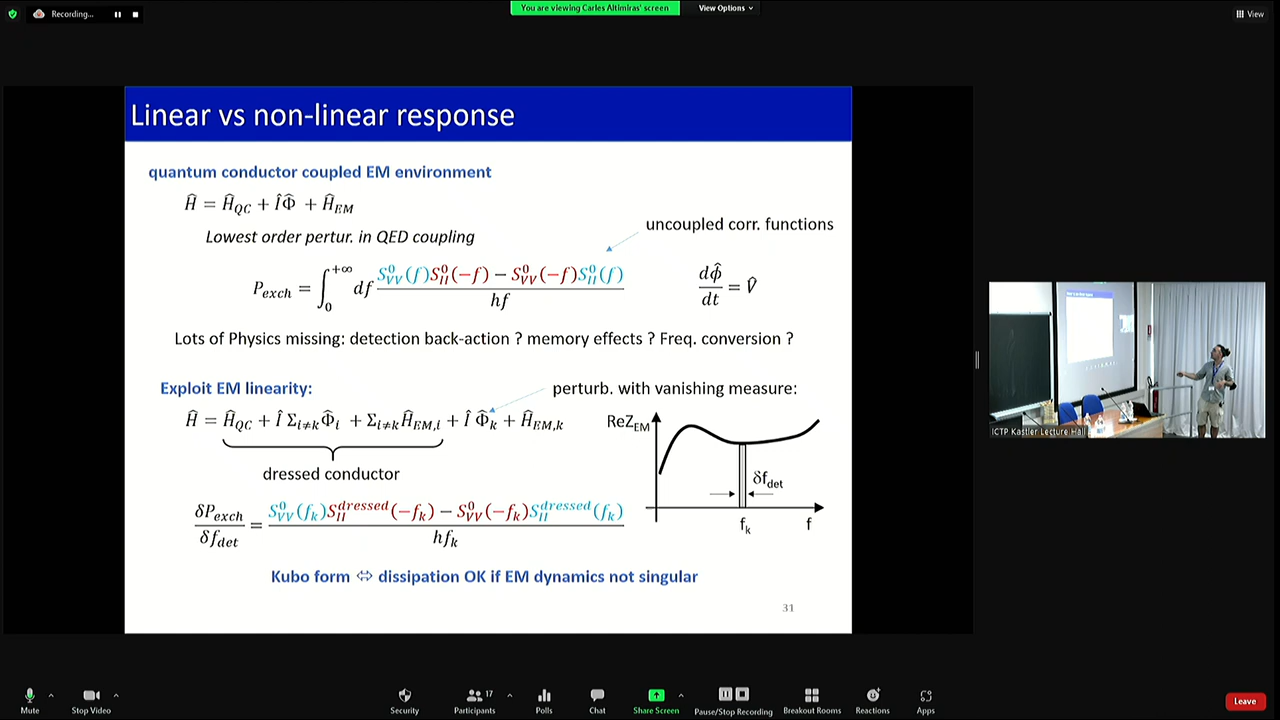 Recording...
You are viewing Carles Altimiras' screen
View Options
View
Linear vs non-linear response
quantum conductor coupled EM environment
Ĥ = Ĥ_QC + ÎΦ̂ + Ĥ_EM
Lowest order pertur. in QED coupling
uncoupled corr. functions
P_exch = ∫_0^{+∞} df (S^0_VV(f)S^0_II(−f) − S^0_VV(−f)S^0_II(f)) / hf
dϕ̂/dt = V̂
Lots of Physics missing: detection back-action ? memory effects ? Freq. conversion ?
Exploit EM linearity:
perturb. with vanishing measure:
Ĥ = Ĥ_QC + Î Σ_{i≠k}Φ̂_i + Σ_{i≠k}Ĥ_{EM,i} + Î Φ̂_k + Ĥ_{EM,k}
ReZ_EM
dressed conductor
δf_det
δP_exch/δf_det = (S^0_VV(f_k)S^dressed_II(−f_k) − S^0_VV(−f_k)S^dressed_II(f_k)) / hf_k
f_k
f
Kubo form ⇔ dissipation OK if EM dynamics not singular
31
ICTP Kastler Lecture Hall
Mute
Stop Video
Security
Participants
17
Polls
Chat
Share Screen
Pause/Stop Recording
Breakout Rooms
Reactions
Apps
Leave